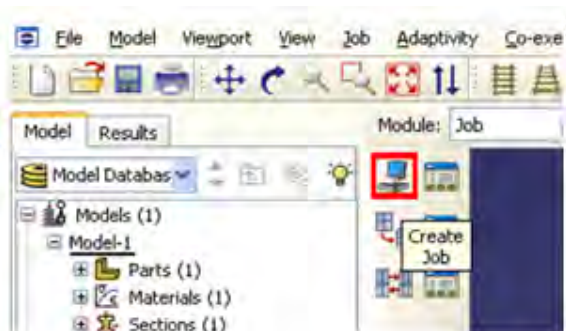 File Model Viewport View Job Adaptivity Co-exe
Model Results Module: Job
Model Databas
Models (1)
Model-1
Create
Job
Parts (1)
Materials (1)
Sections (1)